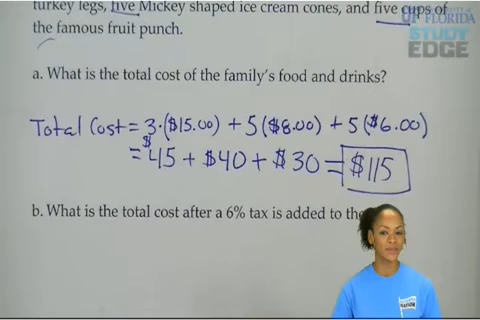 turkey legs, five Mickey shaped ice cream cones, and five cups of
the famous fruit punch.
UF FLORIDA
STUDY
EDGE
a. What is the total cost of the family's food and drinks?
Total Cost = 3·($15.00) + 5($8.00) + 5($6.00)
= $45 + $40 + $30 = $115
b. What is the total cost after a 6% tax is added to the